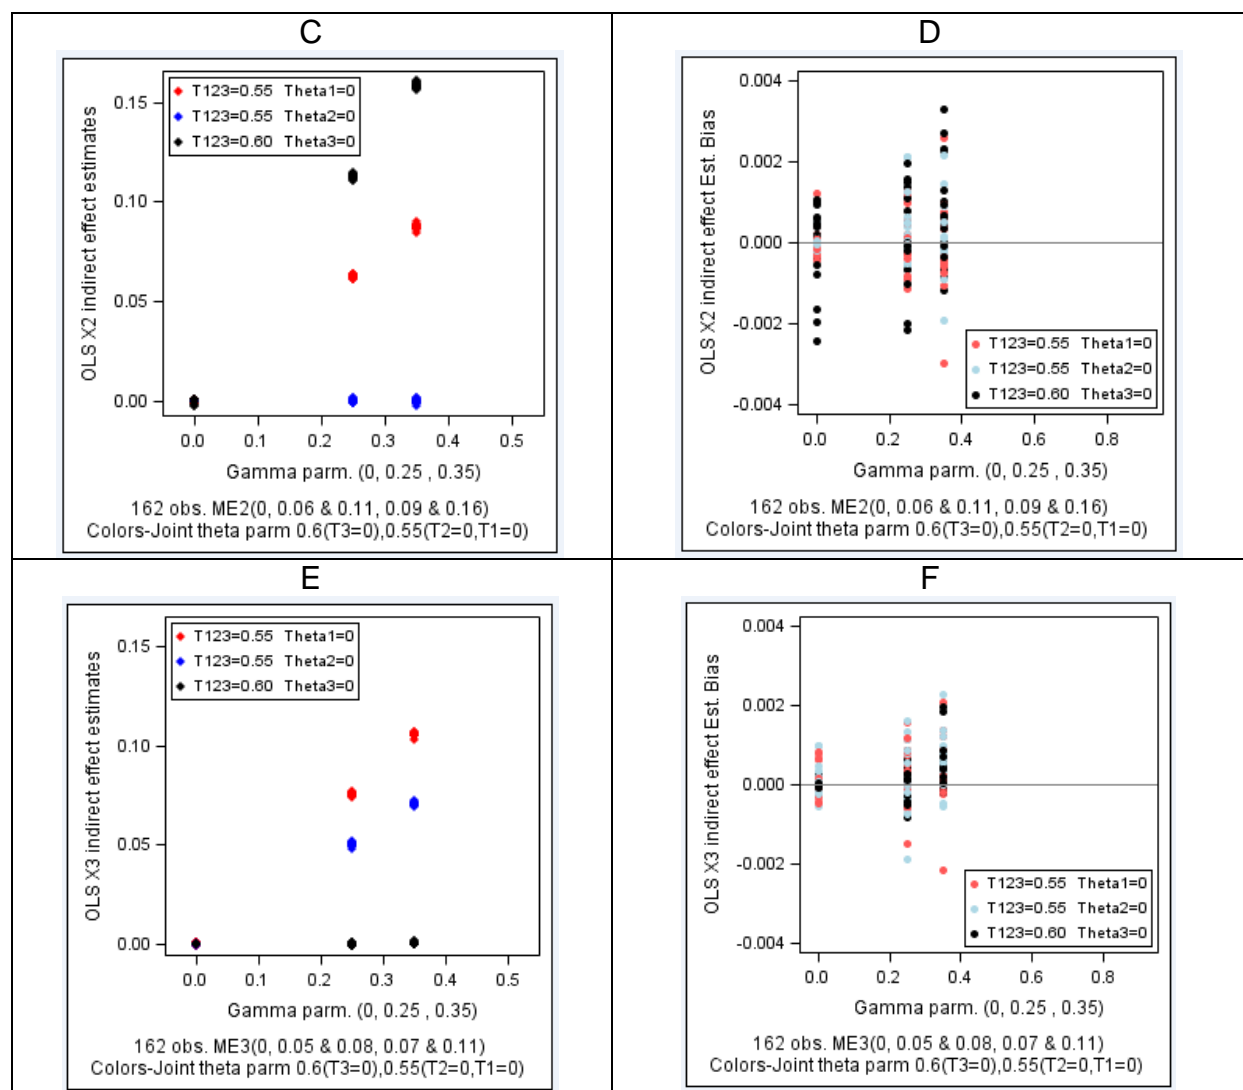 C
T123=0.55 Theta1=0
T123=0.55 Theta2=0
T123=0.60 Theta3=0
OLS X2 indirect effect estimates
0.15
0.10
0.05
0.00
0.0 0.1 0.2 0.3 0.4 0.5
Gamma parm. (0, 0.25 , 0.35)
162 obs. ME2(0, 0.06 & 0.11, 0.09 & 0.16)
Colors-Joint theta parm 0.6(T3=0),0.55(T2=0,T1=0)
D
OLS X2 indirect effect Est. Bias
0.004
0.002
0.000
-0.002
-0.004
T123=0.55 Theta1=0
T123=0.55 Theta2=0
T123=0.60 Theta3=0
0.0 0.2 0.4 0.6 0.8
Gamma parm. (0, 0.25 , 0.35)
162 obs. ME2(0, 0.06 & 0.11, 0.09 & 0.16)
Colors-Joint theta parm 0.6(T3=0),0.55(T2=0,T1=0)
E
T123=0.55 Theta1=0
T123=0.55 Theta2=0
T123=0.60 Theta3=0
OLS X3 indirect effect estimates
0.15
0.10
0.05
0.00
0.0 0.1 0.2 0.3 0.4 0.5
Gamma parm. (0, 0.25 , 0.35)
162 obs. ME3(0, 0.05 & 0.08, 0.07 & 0.11)
Colors-Joint theta parm 0.6(T3=0),0.55(T2=0,T1=0)
F
OLS X3 indirect effect Est. Bias
0.004
0.002
0.000
-0.002
-0.004
T123=0.55 Theta1=0
T123=0.55 Theta2=0
T123=0.60 Theta3=0
0.0 0.2 0.4 0.6 0.8
Gamma parm. (0, 0.25 , 0.35)
162 obs. ME3(0, 0.05 & 0.08, 0.07 & 0.11)
Colors-Joint theta parm 0.6(T3=0),0.55(T2=0,T1=0)